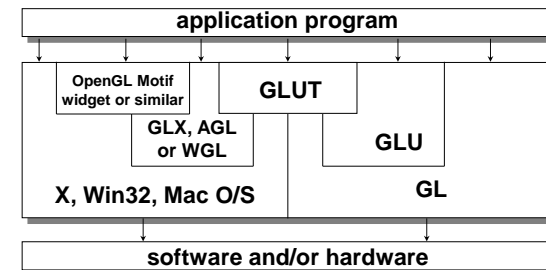 application program
OpenGL Motif
widget or similar
GLUT
GLX, AGL
or WGL
GLU
X, Win32, Mac O/S
GL
software and/or hardware